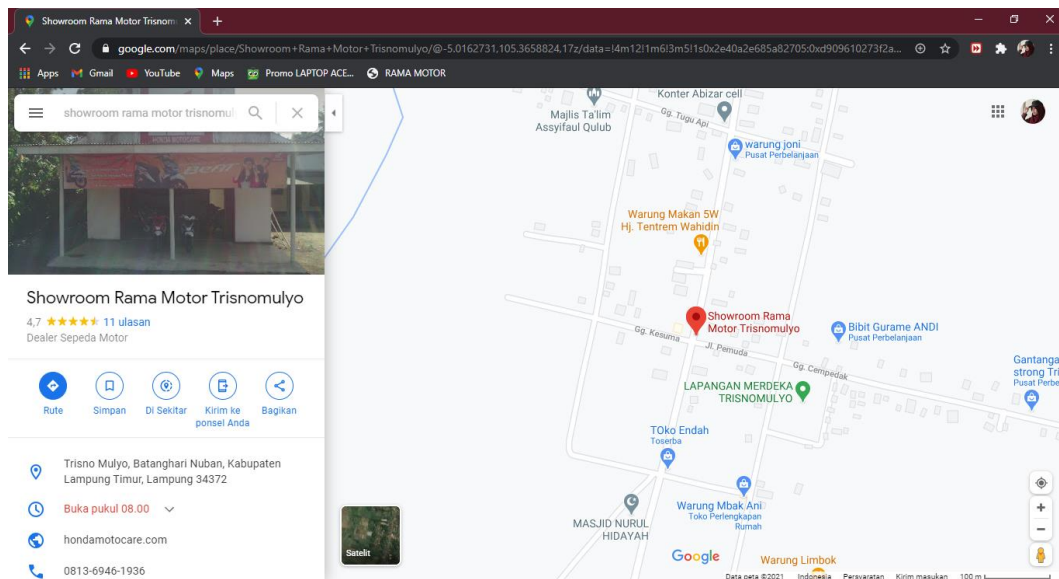 Showroom Rama Motor Trisnom
google.com/maps/place/Showroom+Rama+Motor+Trisnomulyo/@-5.0162731,105.3658824,17z/data=!4m12!1m6!3m5!1s0x2e40a2e685a82705:0xd909610273f2a...
Apps Gmail YouTube Maps Promo LAPTOP ACE... RAMA MOTOR
showroom rama motor trisnomul
Beat
Showroom Rama Motor Trisnomulyo
4,7 11 ulasan
Dealer Sepeda Motor
Rute
Simpan
Di Sekitar
Kirim ke
ponsel Anda
Bagikan
Trisno Mulyo, Batanghari Nuban, Kabupaten
Lampung Timur, Lampung 34372
Buka pukul 08.00
hondamotocare.com
0813-6946-1936
Konter Abizar cell
Majlis Ta'lim
Assyifaul Qulub
Gg. Tugu Api
warung joni
Pusat Perbelanjaan
Warung Makan 5W
Hj. Tentrem Wahidin
Showroom Rama
Motor Trisnomulyo
Gg. Kesuma
Jl. Pemuda
Bibit Gurame ANDI
Pusat Perbelanjaan
Gg. Cempedak
Gantanga
strong Tri
Pusat Perbe
LAPANGAN MERDEKA
TRISNOMULYO
TOko Endah
Toserba
Warung Mbak Ani
Toko Perlengkapan
Rumah
MASJID NURUL
HIDAYAH
Satelit
Google
Warung Limbok
Data peta ©2021 Indonesia Persyaratan Kirim masukan 100 m